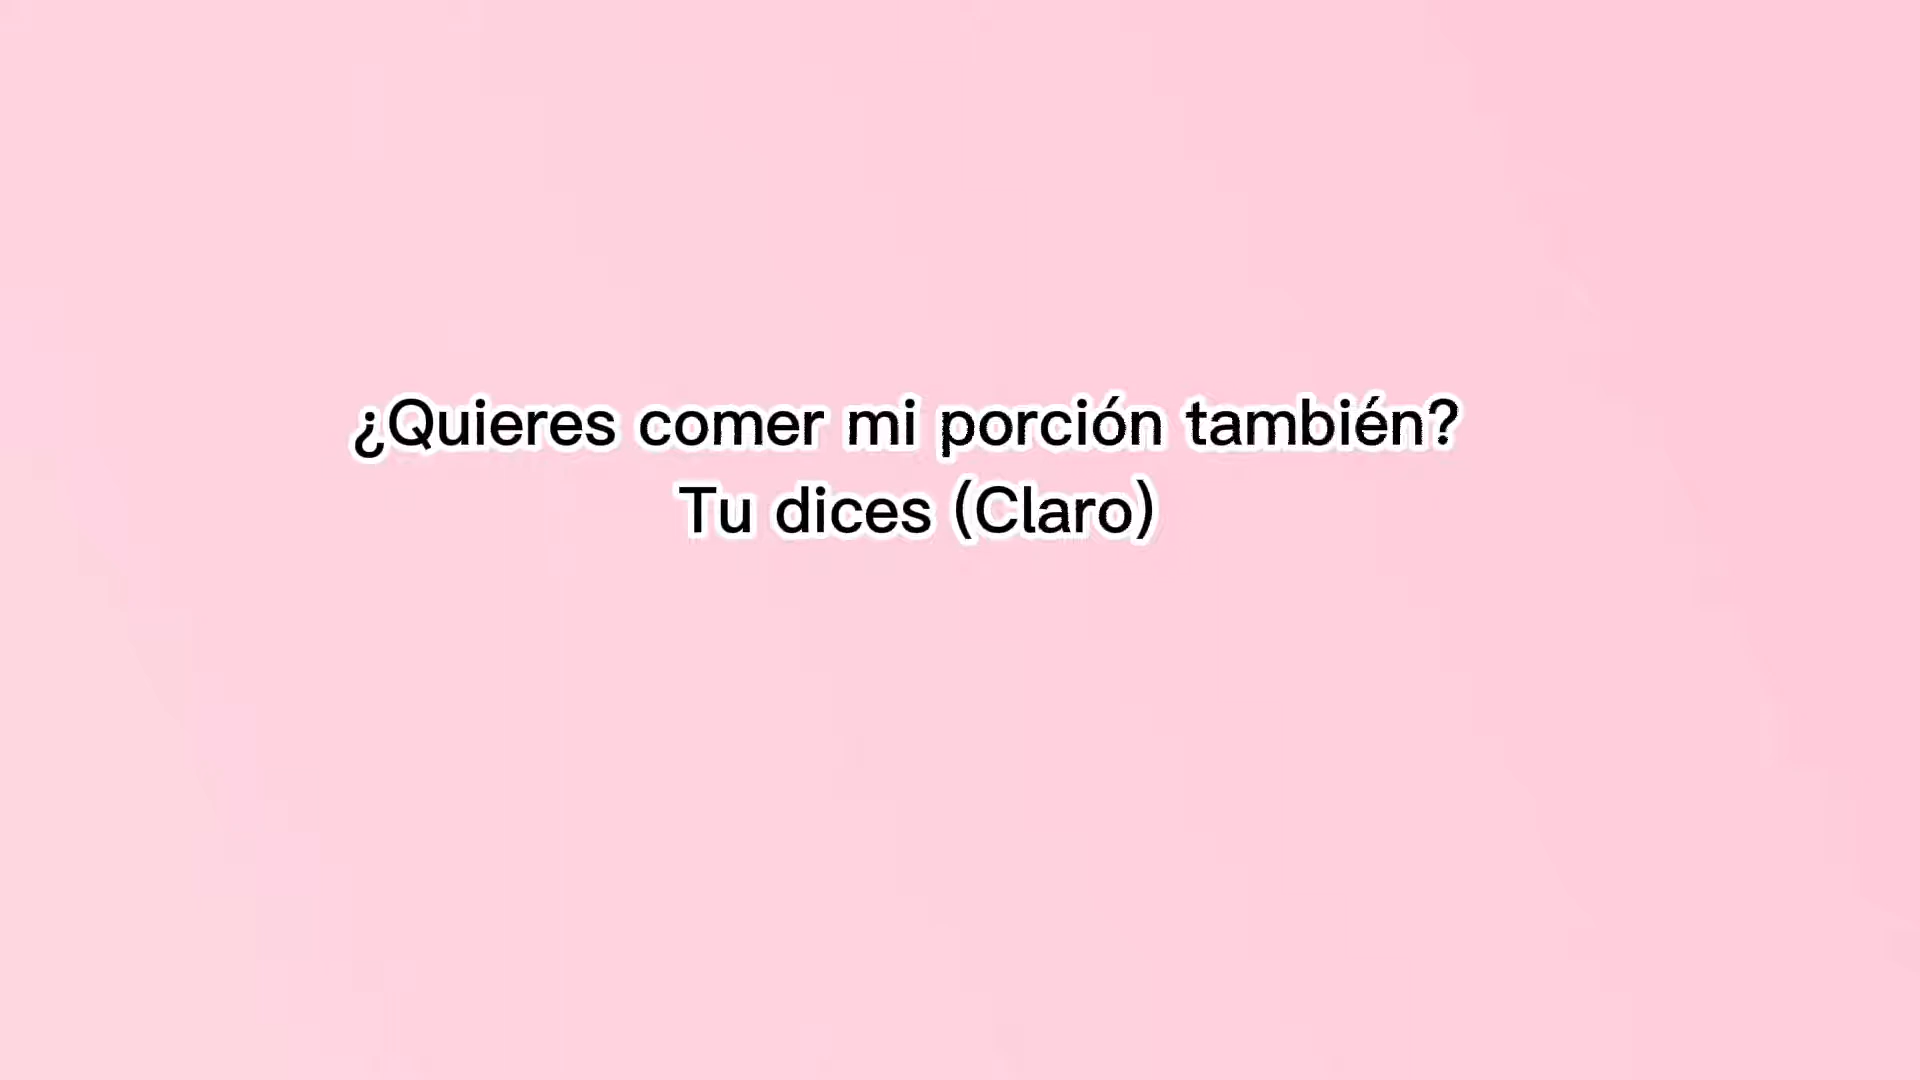 ¿Quieres comer mi porción también?
Tu dices (Claro)